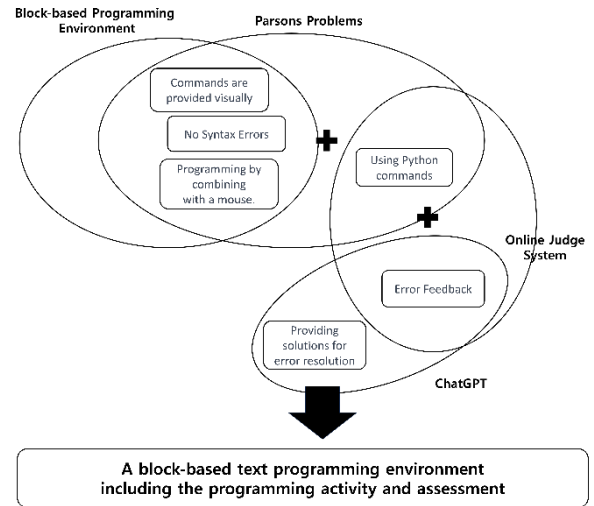 Block-based Programming
Environment
Parsons Problems
Commands are
provided visually
No Syntax Errors
Programming by
combining
with a mouse.
Using Python
commands
Online Judge
System
Error Feedback
Providing
solutions for
error resolution
ChatGPT
A block-based text programming environment
including the programming activity and assessment